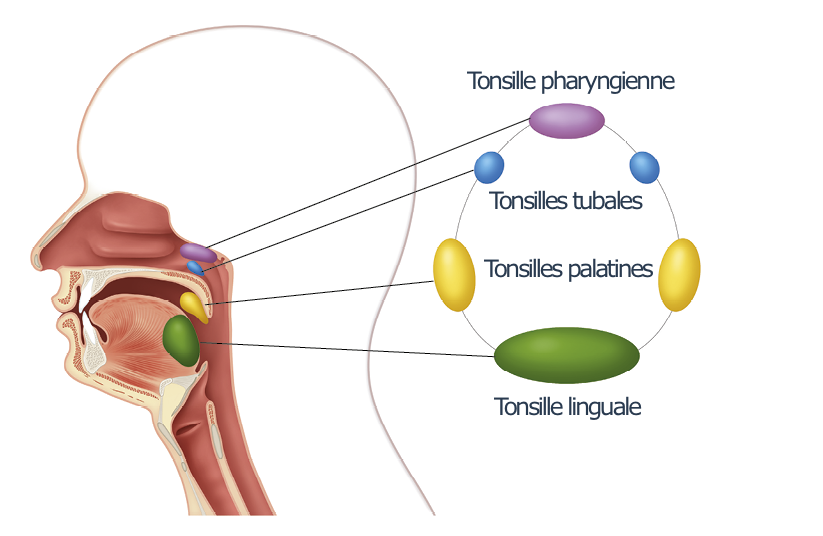 Tonsille pharyngienne
Tonsilles tubales
Tonsilles palatines
Tonsille linguale